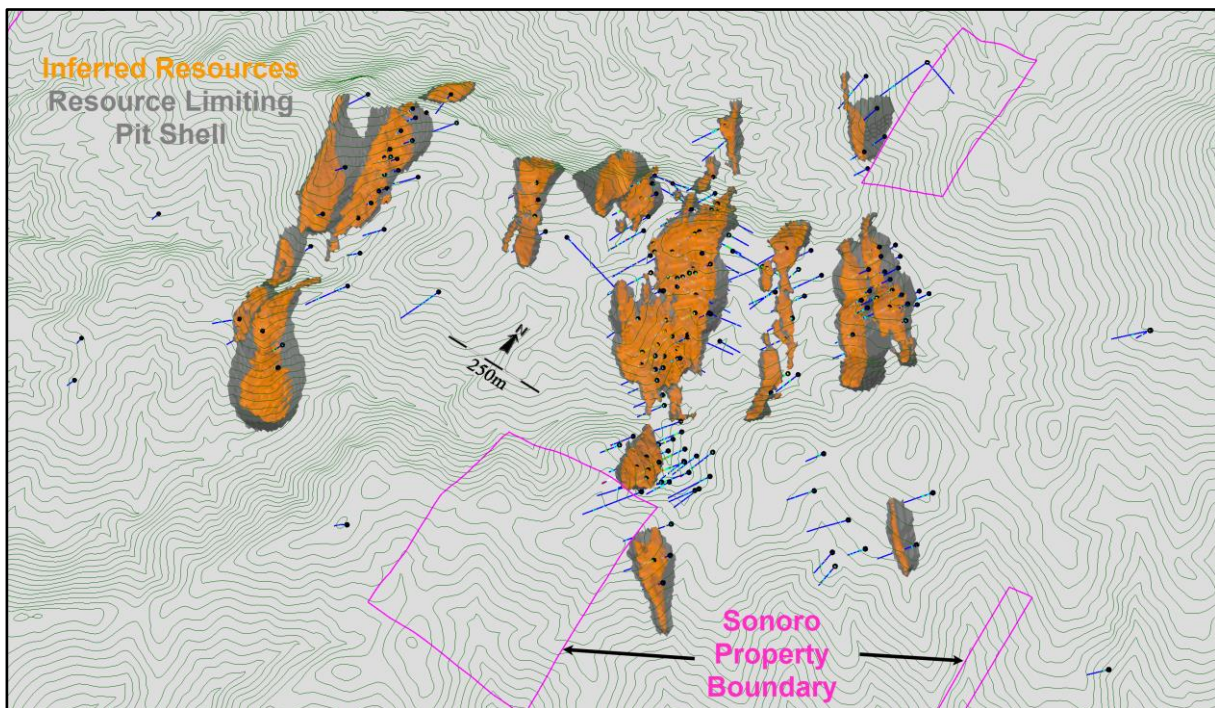 Inferred Resources
Resource Limiting
Pit Shell
N
250m
Sonoro
Property
Boundary